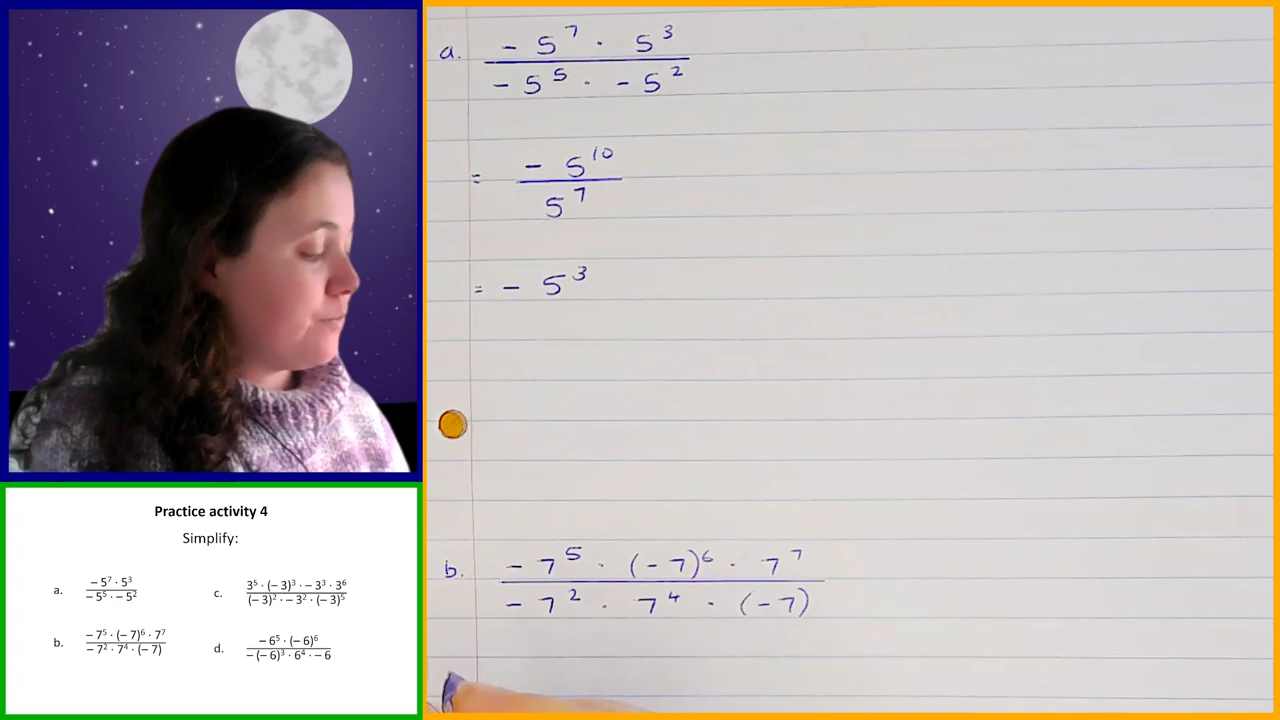 a. - 5⁷ · 5³
- 5⁵ · - 5²
= - 5¹⁰
5⁷
= - 5³
b. - 7⁵ · (- 7)⁶ · 7⁷
- 7² · 7⁴ · (- 7)
Practice activity 4
Simplify:
a. - 5⁷ · 5³
- 5⁵ · - 5²
b. - 7⁵ · (- 7)⁶ · 7⁷
- 7² · 7⁴ · (- 7)
c. 3⁵ · (- 3)³ · - 3³ · 3⁶
(- 3)² · - 3² · (- 3)⁵
d. - 6⁵ · (- 6)⁶
- (- 6)³ · 6⁴ · - 6